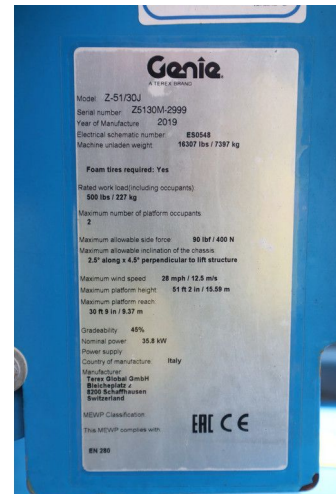 Genie
A TEREX BRAND
Model Z-51/30J
Serial number Z5130M-2999
Year of Manufacture 2019
Electrical schematic number ES0548
Machine unladen weight 16307 lbs / 7397 kg
Foam tires required: Yes
Rated work load(including occupants)
500 lbs / 227 kg
Maximum number of platform occupants
2
Maximum allowable side force 90 lbf / 400 N
Maximum allowable inclination of the chassis
2.5° along x 4.5° perpendicular to lift structure
Maximum wind speed 28 mph / 12.5 m/s
Maximum platform height 51 ft 2 in / 15.59 m
Maximum platform reach:
30 ft 9 in / 9.37 m
Gradeability 45%
Nominal power 35.8 kW
Power supply
Country of manufacture Italy
Manufacturer
Terex Global GmbH
Bleicheplatz 2
8200 Schaffhausen
Switzerland
MEWP Classification
This MEWP complies with EAC CE
EN 280